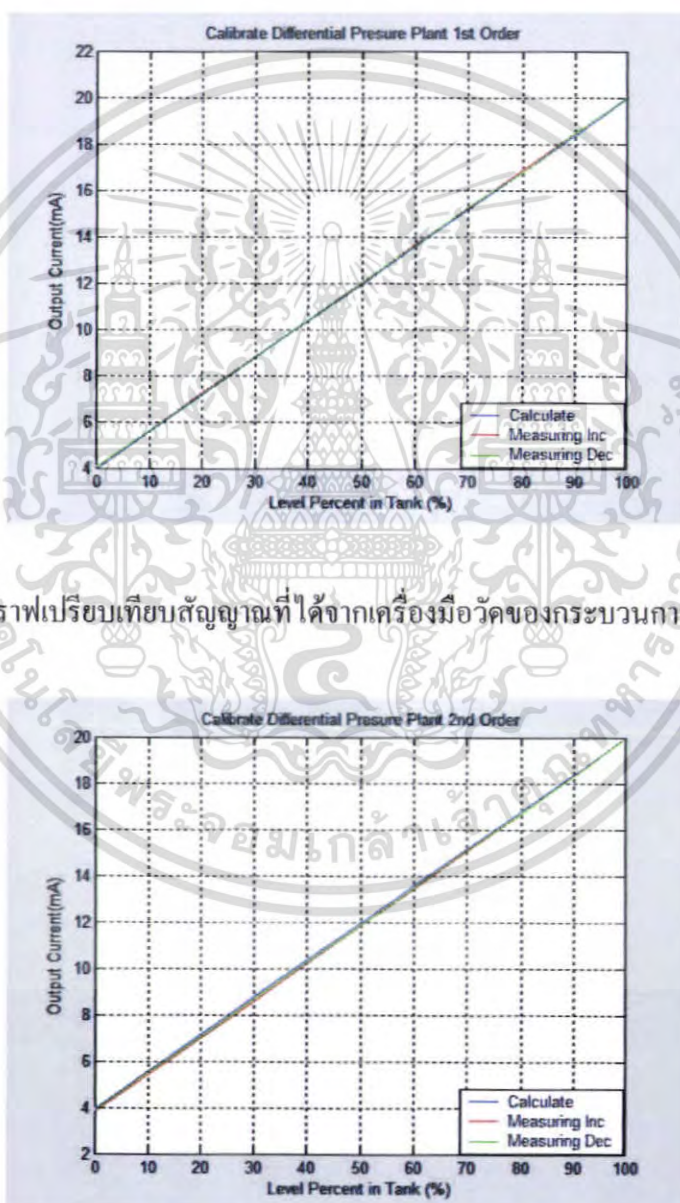 Calibrate Differential Presure Plant 1st Order
22
20
18
16
14
12
10
8
6
4
Output Current(mA)
Calculate
Measuring Inc
Measuring Dec
0 10 20 30 40 50 60 70 80 90 100
Level Percent in Tank (%)
ราฟเปรียบเทียบสัญญาณที่ได้จากเครื่องมือวัดของกระบวนกา
Calibrate Differential Presure Plant 2nd Order
20
18
16
14
12
10
8
6
4
2
Output Current(mA)
Calculate
Measuring Inc
Measuring Dec
0 10 20 30 40 50 60 70 80 90 100
Level Percent in Tank (%)